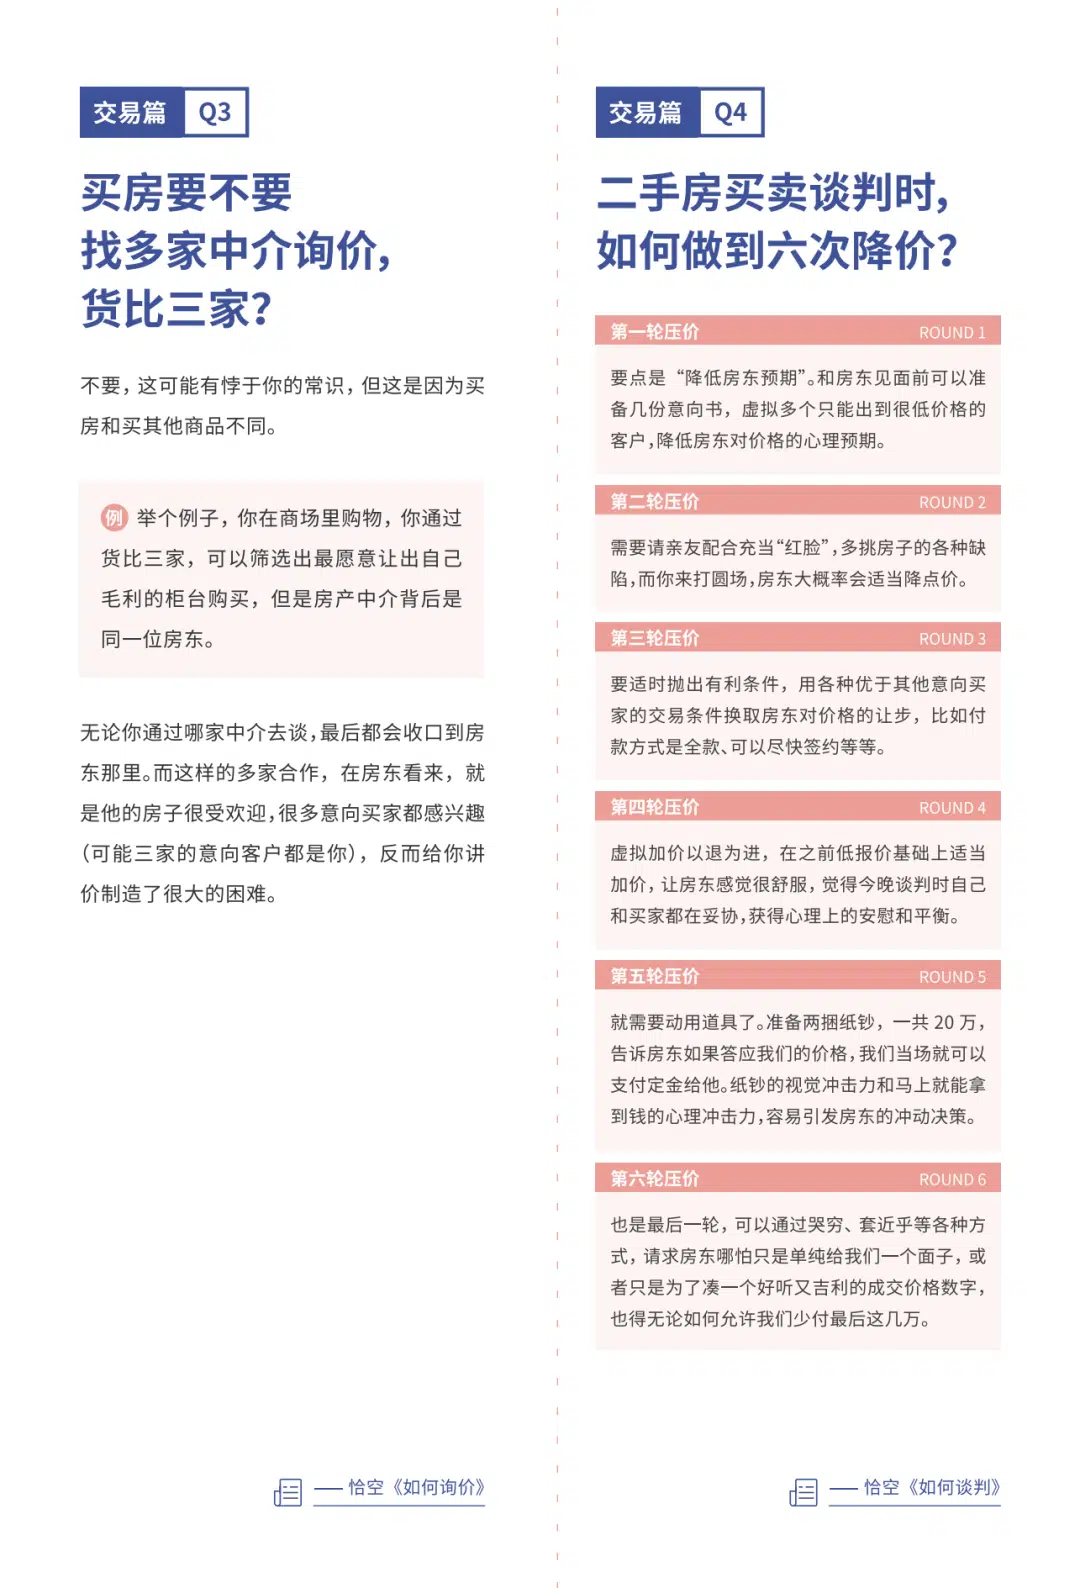 交易篇 Q3
买房要不要
找多家中介询价，
货比三家？
不要，这可能有悖于你的常识，但这是因为买
房和买其他商品不同。
例 举个例子，你在商场里购物，你通过
货比三家，可以筛选出最愿意让出自己
毛利的柜台购买，但是房产中介背后是
同一位房东。
无论你通过哪家中介去谈，最后都会收口到房
东那里。而这样的多家合作，在房东看来，就
是他的房子很受欢迎，很多意向买家都感兴趣
（可能三家的意向客户都是你），反而给你讲
价制造了很大的困难。
—— 恰空《如何询价》
交易篇 Q4
二手房买卖谈判时，
如何做到六次降价？
第一轮压价 ROUND 1
要点是“降低房东预期”。和房东见面前可以准
备几份意向书，虚拟多个只能出到很低价格的
客户，降低房东对价格的心理预期。
第二轮压价 ROUND 2
需要请亲友配合充当“红脸”，多挑房子的各种缺
陷，而你来打圆场，房东大概率会适当降点价。
第三轮压价 ROUND 3
要适时抛出有利条件，用各种优于其他意向买
家的交易条件换取房东对价格的让步，比如付
款方式是全款、可以尽快签约等等。
第四轮压价 ROUND 4
虚拟加价以退为进，在之前低报价基础上适当
加价，让房东感觉很舒服，觉得今晚谈判时自己
和买家都在妥协，获得心理上的安慰和平衡。
第五轮压价 ROUND 5
就需要动用道具了。准备两捆纸钞，一共 20 万，
告诉房东如果答应我们的价格，我们当场就可以
支付定金给他。纸钞的视觉冲击力和马上就能拿
到钱的心理冲击力，容易引发房东的冲动决策。
第六轮压价 ROUND 6
也是最后一轮，可以通过哭穷、套近乎等各种方
式，请求房东哪怕只是单纯给我们一个面子，或
者只是为了凑一个好听又吉利的成交价格数字，
也得无论如何允许我们少付最后这几万。
—— 恰空《如何谈判》